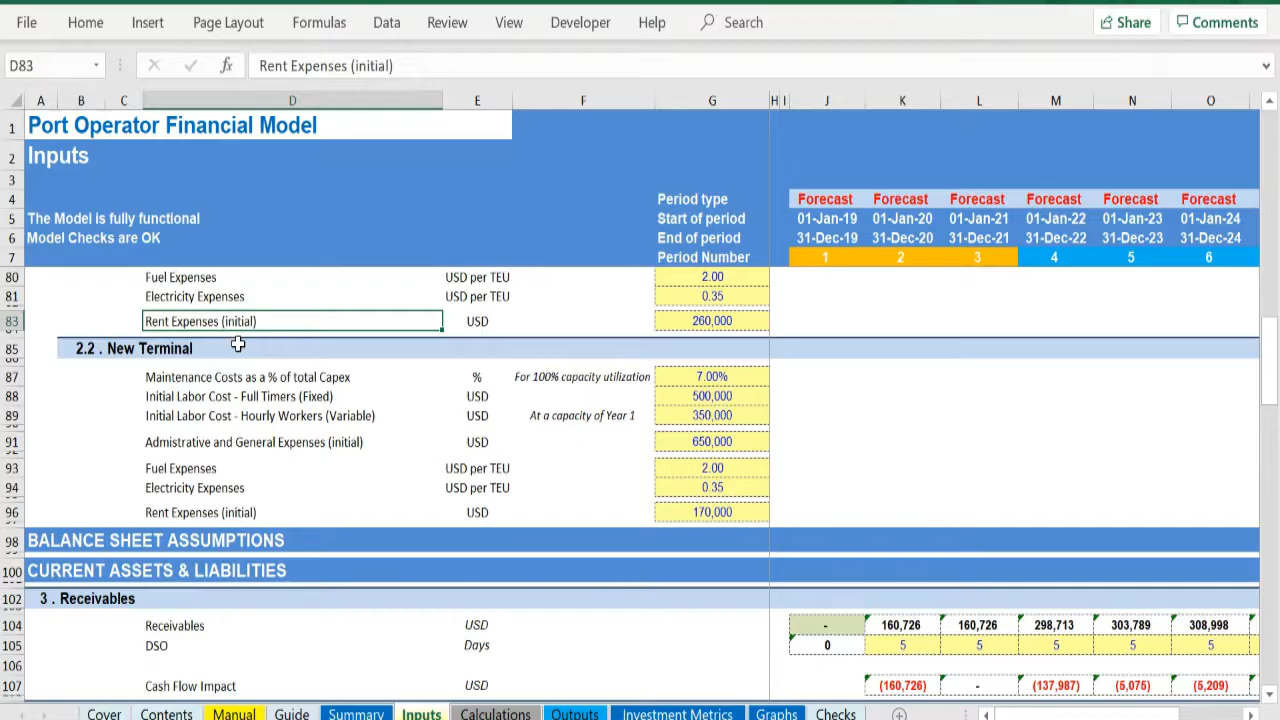 File Home Insert Page Layout Formulas Data Review View Developer Help Search Share Comments
D83 fx Rent Expenses (initial)
A B C D E F G H I J K L M N O
1 Port Operator Financial Model
2 Inputs
3
4 Period type Forecast Forecast Forecast Forecast Forecast Forecast
5 The Model is fully functional Start of period 01-Jan-19 01-Jan-20 01-Jan-21 01-Jan-22 01-Jan-23 01-Jan-24
6 Model Checks are OK End of period 31-Dec-19 31-Dec-20 31-Dec-21 31-Dec-22 31-Dec-23 31-Dec-24
7 Period Number 1 2 3 4 5 6
80 Fuel Expenses USD per TEU 2.00
81 Electricity Expenses USD per TEU 0.35
83 Rent Expenses (initial) USD 260,000
85 2.2 . New Terminal
87 Maintenance Costs as a % of total Capex % For 100% capacity utilization 7.00%
88 Initial Labor Cost - Full Timers (Fixed) USD 500,000
89 Initial Labor Cost - Hourly Workers (Variable) USD At a capacity of Year 1 350,000
91 Admistrative and General Expenses (initial) USD 650,000
93 Fuel Expenses USD per TEU 2.00
94 Electricity Expenses USD per TEU 0.35
96 Rent Expenses (initial) USD 170,000
98 BALANCE SHEET ASSUMPTIONS
100 CURRENT ASSETS & LIABILITIES
102 3 . Receivables
104 Receivables USD - 160,726 160,726 298,713 303,789 308,998
105 DSO Days 0 5 5 5 5 5
106
107 Cash Flow Impact USD (160,726) - (137,987) (5,075) (5,209)
Cover Contents Manual Guide Summary Inputs Calculations Outputs Investment Metrics Graphs Checks